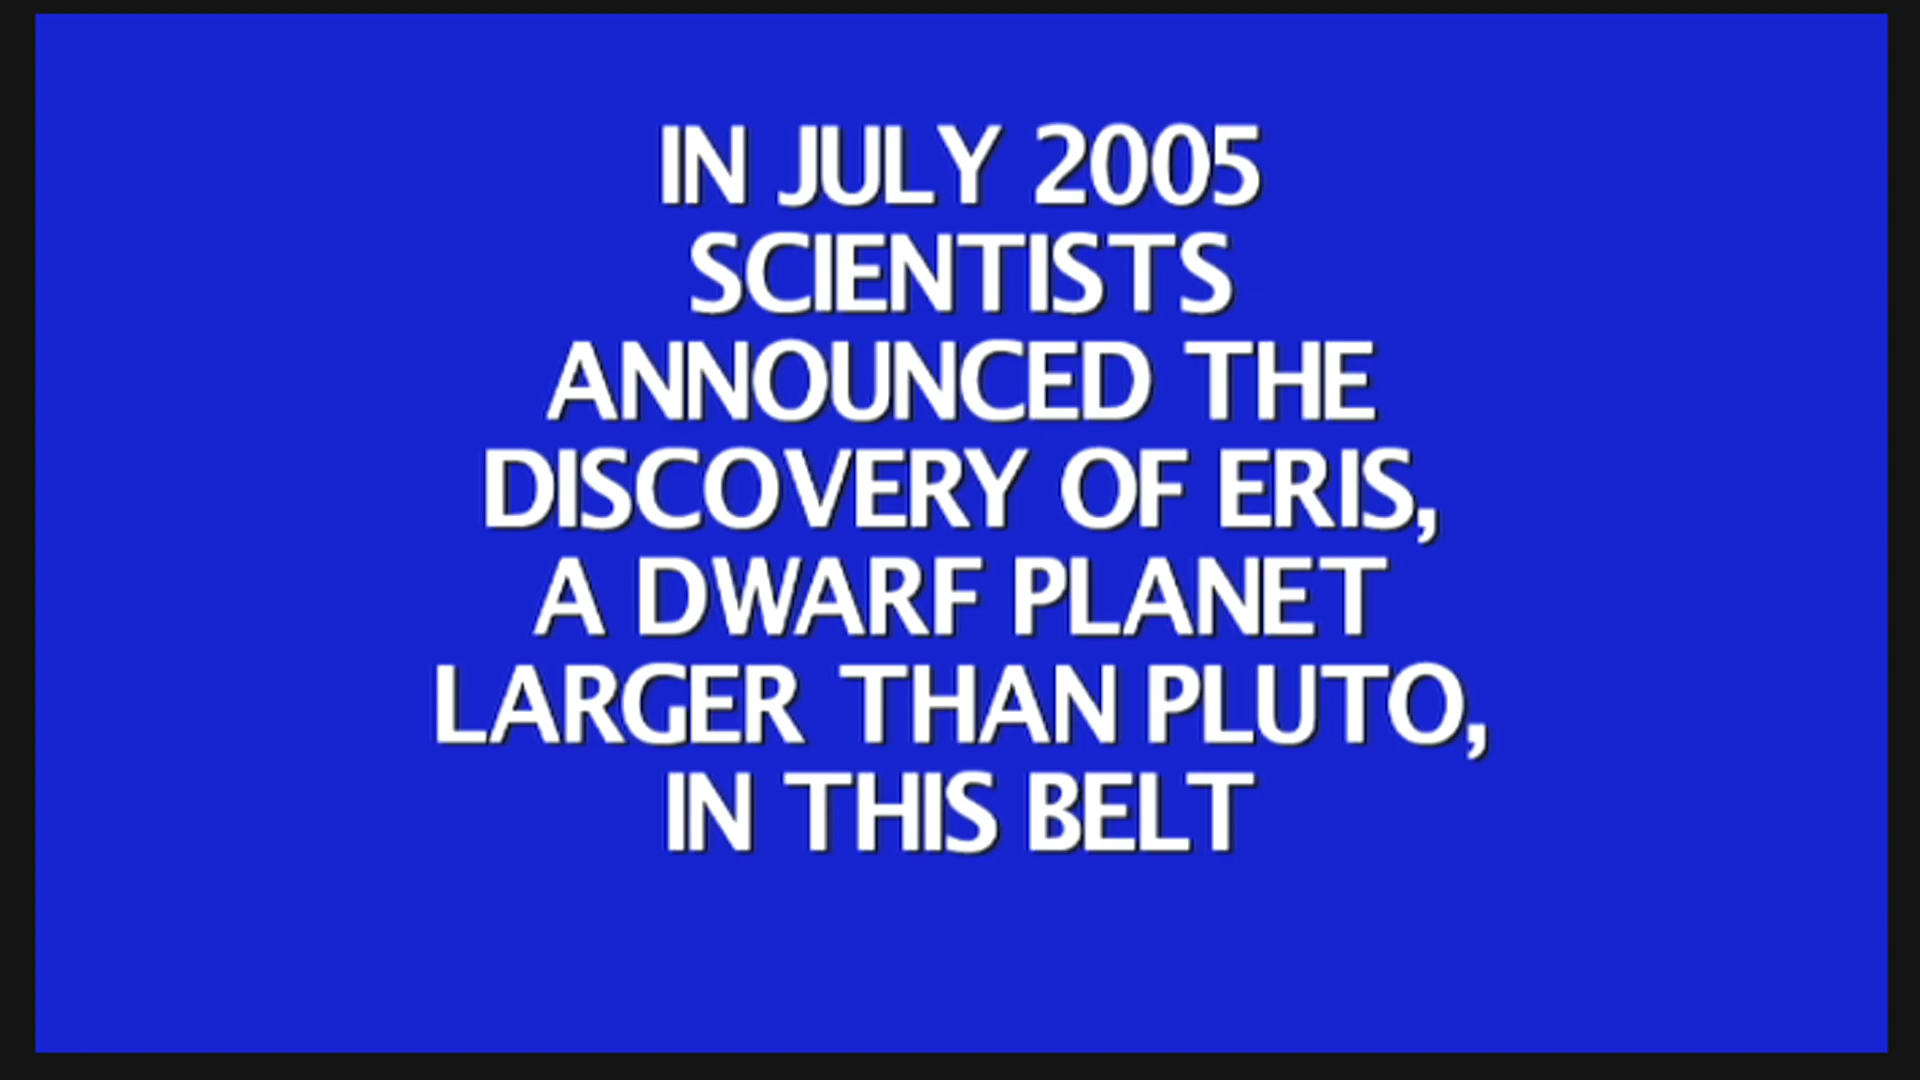 IN JULY 2005
SCIENTISTS
ANNOUNCED THE
DISCOVERY OF ERIS,
A DWARF PLANET
LARGER THAN PLUTO,
IN THIS BELT